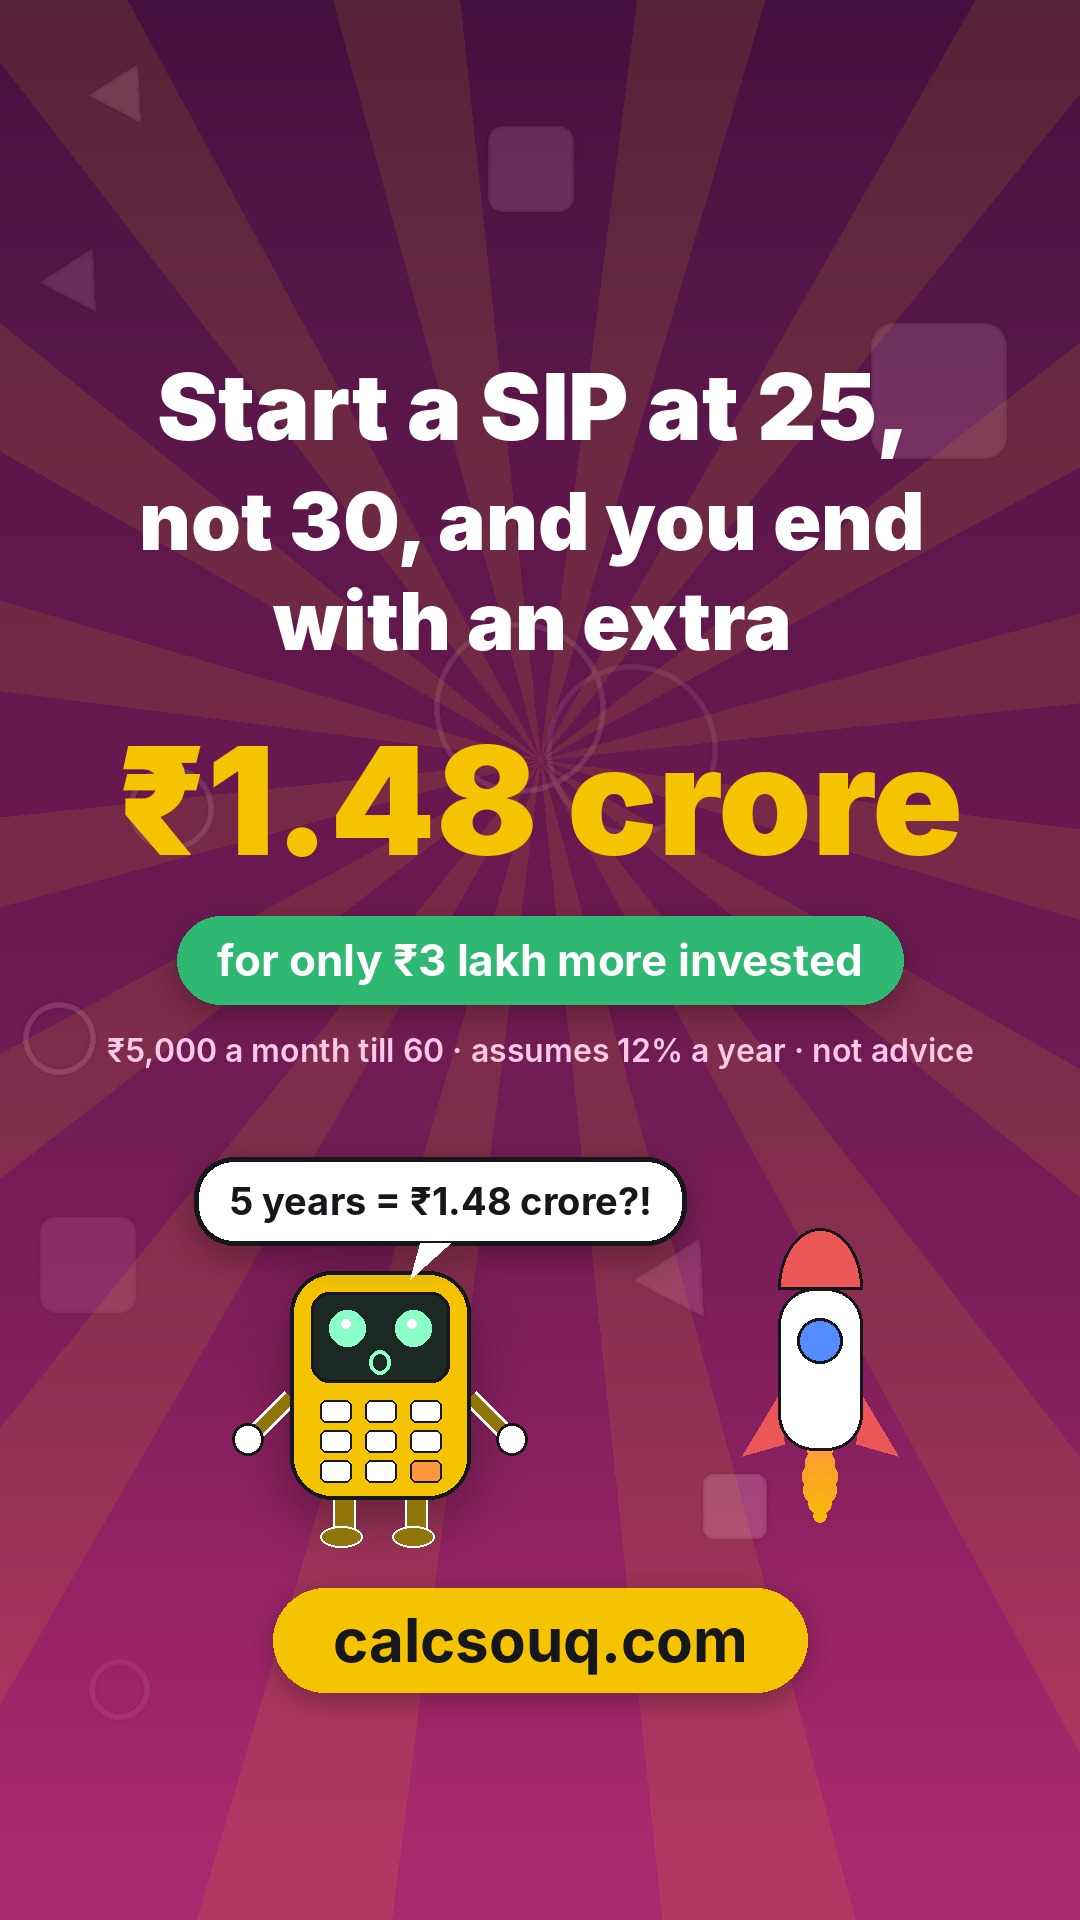 Start a SIP at 25,
not 30, and you end
with an extra
₹1.48 crore
for only ₹3 lakh more invested
₹5,000 a month till 60 · assumes 12% a year · not advice
5 years = ₹1.48 crore?!
calcsouq.com